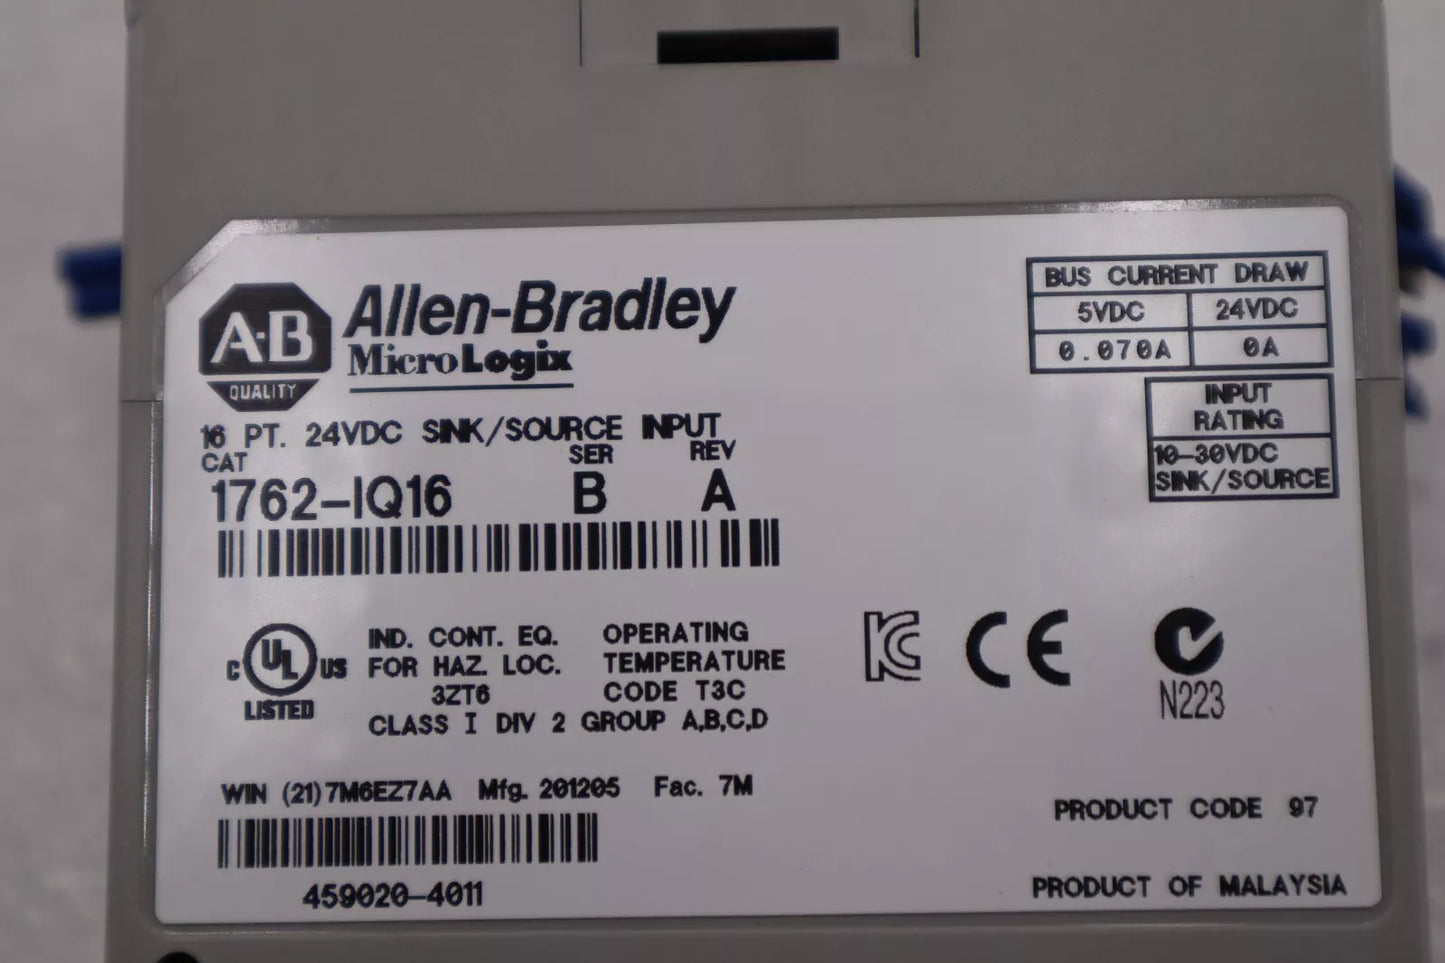 A·B
QUALITY
Allen-Bradley
MicroLogix
16 PT. 24VDC SINK/SOURCE INPUT
CAT SER REV
1762-IQ16 B A
BUS CURRENT DRAW
5VDC 24VDC
0.070A 0A
INPUT
RATING
10-30VDC
SINK/SOURCE
C UL US
LISTED
IND. CONT. EQ.
FOR HAZ. LOC.
3ZT6
OPERATING
TEMPERATURE
CODE T3C
CLASS I DIV 2 GROUP A,B,C,D
KC
CE
N223
WIN (21)7M6EZ7AA Mfg. 201205 Fac. 7M
459020-4011
PRODUCT CODE 97
PRODUCT OF MALAYSIA